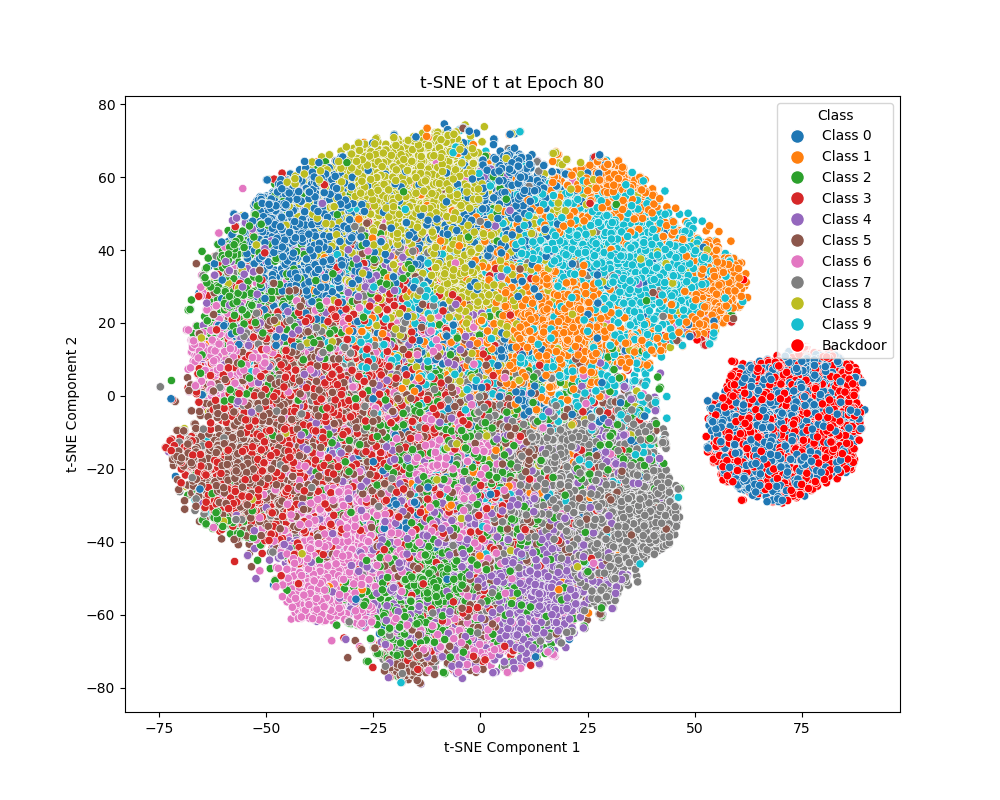 t-SNE of t at Epoch 80
t-SNE Component 2
80
60
40
20
0
−20
−40
−60
−80
Class
Class 0
Class 1
Class 2
Class 3
Class 4
Class 5
Class 6
Class 7
Class 8
Class 9
Backdoor
−75
−50
−25
0
25
50
75
t-SNE Component 1